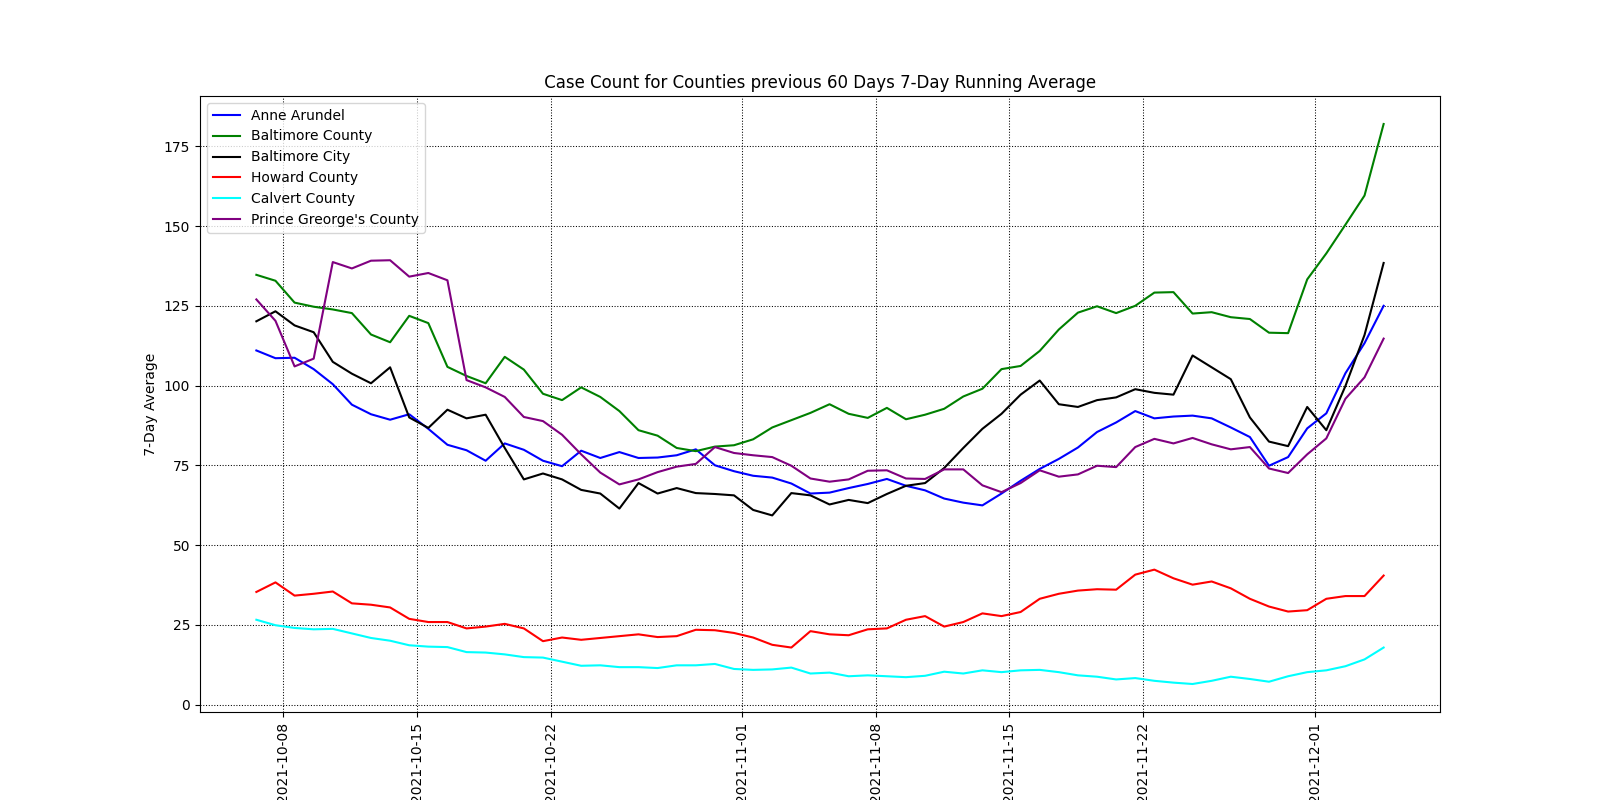 Case Count for Counties previous 60 Days 7-Day Running Average
Anne Arundel
Baltimore County
Baltimore City
Howard County
Calvert County
Prince Greorge's County
7-Day Average
175
150
125
100
75
50
25
0
2021-10-08
2021-10-15
2021-10-22
2021-11-01
2021-11-08
2021-11-15
2021-11-22
2021-12-01